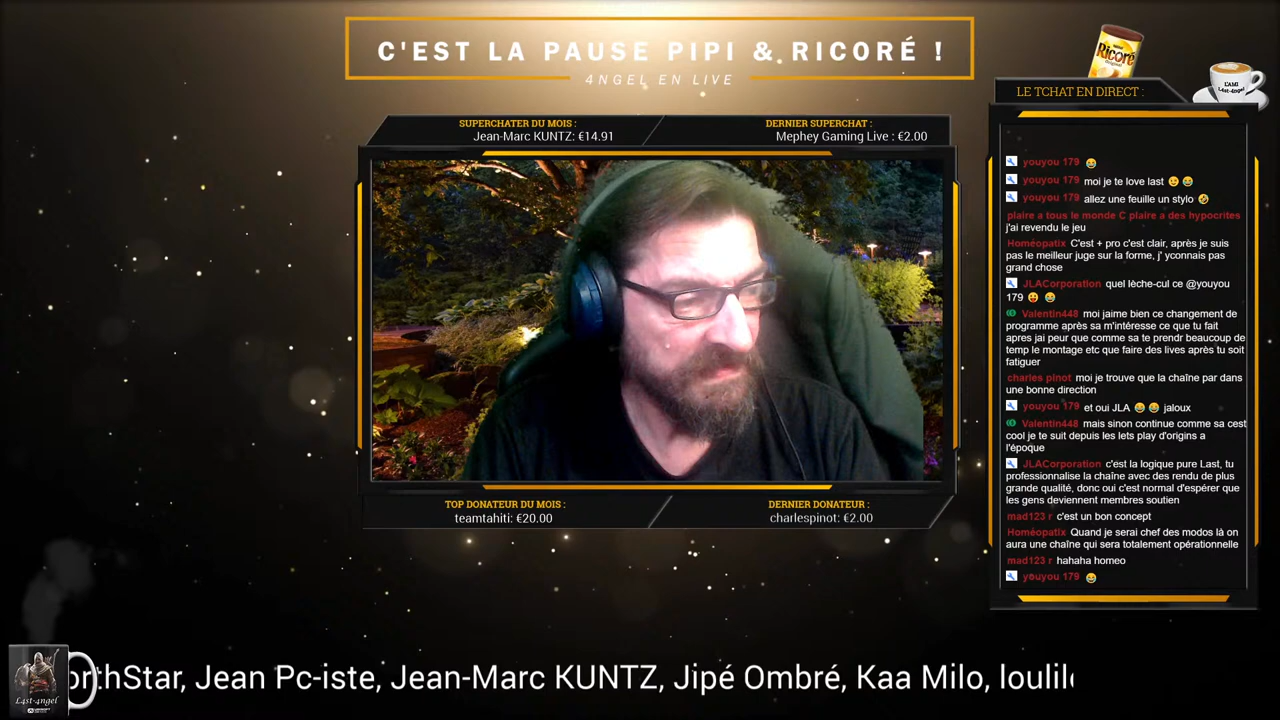 C'EST LA PAUSE PIPI & RICORÉ !
4NGEL EN LIVE
Ricoré
L'AMI
L4st-4ngel
LE TCHAT EN DIRECT :
SUPERCHATER DU MOIS :
Jean-Marc KUNTZ: €14.91
DERNIER SUPERCHAT :
Mephey Gaming Live : €2.00
youyou 179 😂
youyou 179 moi je te love last 😉 😂
youyou 179 allez une feuille un stylo 🤣
plaire a tous le monde C plaire a des hypocrites
j'ai revendu le jeu
Homéopatix C'est + pro c'est clair, après je suis
pas le meilleur juge sur la forme, j' yconnais pas
grand chose
JLACorporation quel lèche-cul ce @youyou
179 😛 😂
Valentin448 moi jaime bien ce changement de
programme après sa m'intéresse ce que tu fait
apres jai peur que comme sa te prendr beaucoup de
temp le montage etc que faire des lives après tu soit
fatiguer
charles pinot moi je trouve que la chaîne par dans
une bonne direction
youyou 179 et oui JLA 😂 😂 jaloux
Valentin448 mais sinon continue comme sa cest
cool je te suit depuis les lets play d'origins a
l'époque
JLACorporation c'est la logique pure Last, tu
professionnalise la chaîne avec des rendu de plus
grande qualité, donc oui c'est normal d'espérer que
les gens deviennent membres soutien
mad123 r c'est un bon concept
Homéopatix Quand je serai chef des modos là on
aura une chaîne qui sera totalement opérationnelle
mad123 r hahaha homeo
youyou 179 😂
TOP DONATEUR DU MOIS :
teamtahiti: €20.00
DERNIER DONATEUR :
charlespinot: €2.00
L4st-4ngel
orthStar, Jean Pc-iste, Jean-Marc KUNTZ, Jipé Ombré, Kaa Milo, loulil